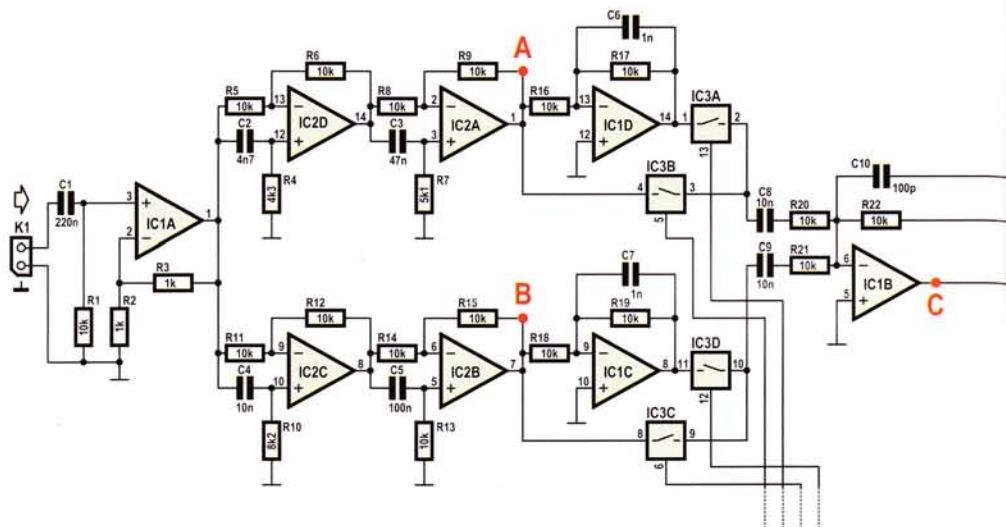 C6
1n
R6
10k
R9
10k
A
R17
10k
R5
10k
R8
10k
R16
10k
IC3A
13
14
2
1
13
14
1
2
C2
4n7
12
IC2D
C3
47n
3
IC2A
12
IC1D
13
IC3B
4
3
5
R4
4k3
R7
5k1
C10
100p
C8
10n
R20
10k
R22
10k
C1
220n
3
IC1A
1
2
K1
R3
1k
C9
10n
R21
10k
6
5
IC1B
C
R1
10k
R2
1k
C7
1n
R12
10k
R15
10k
B
R19
10k
R11
10k
R14
10k
R18
10k
IC3D
9
8
6
7
9
8
11
10
C4
10n
10
IC2C
C5
100n
5
IC2B
10
IC1C
12
IC3C
8
9
6
R10
8k2
R13
10k